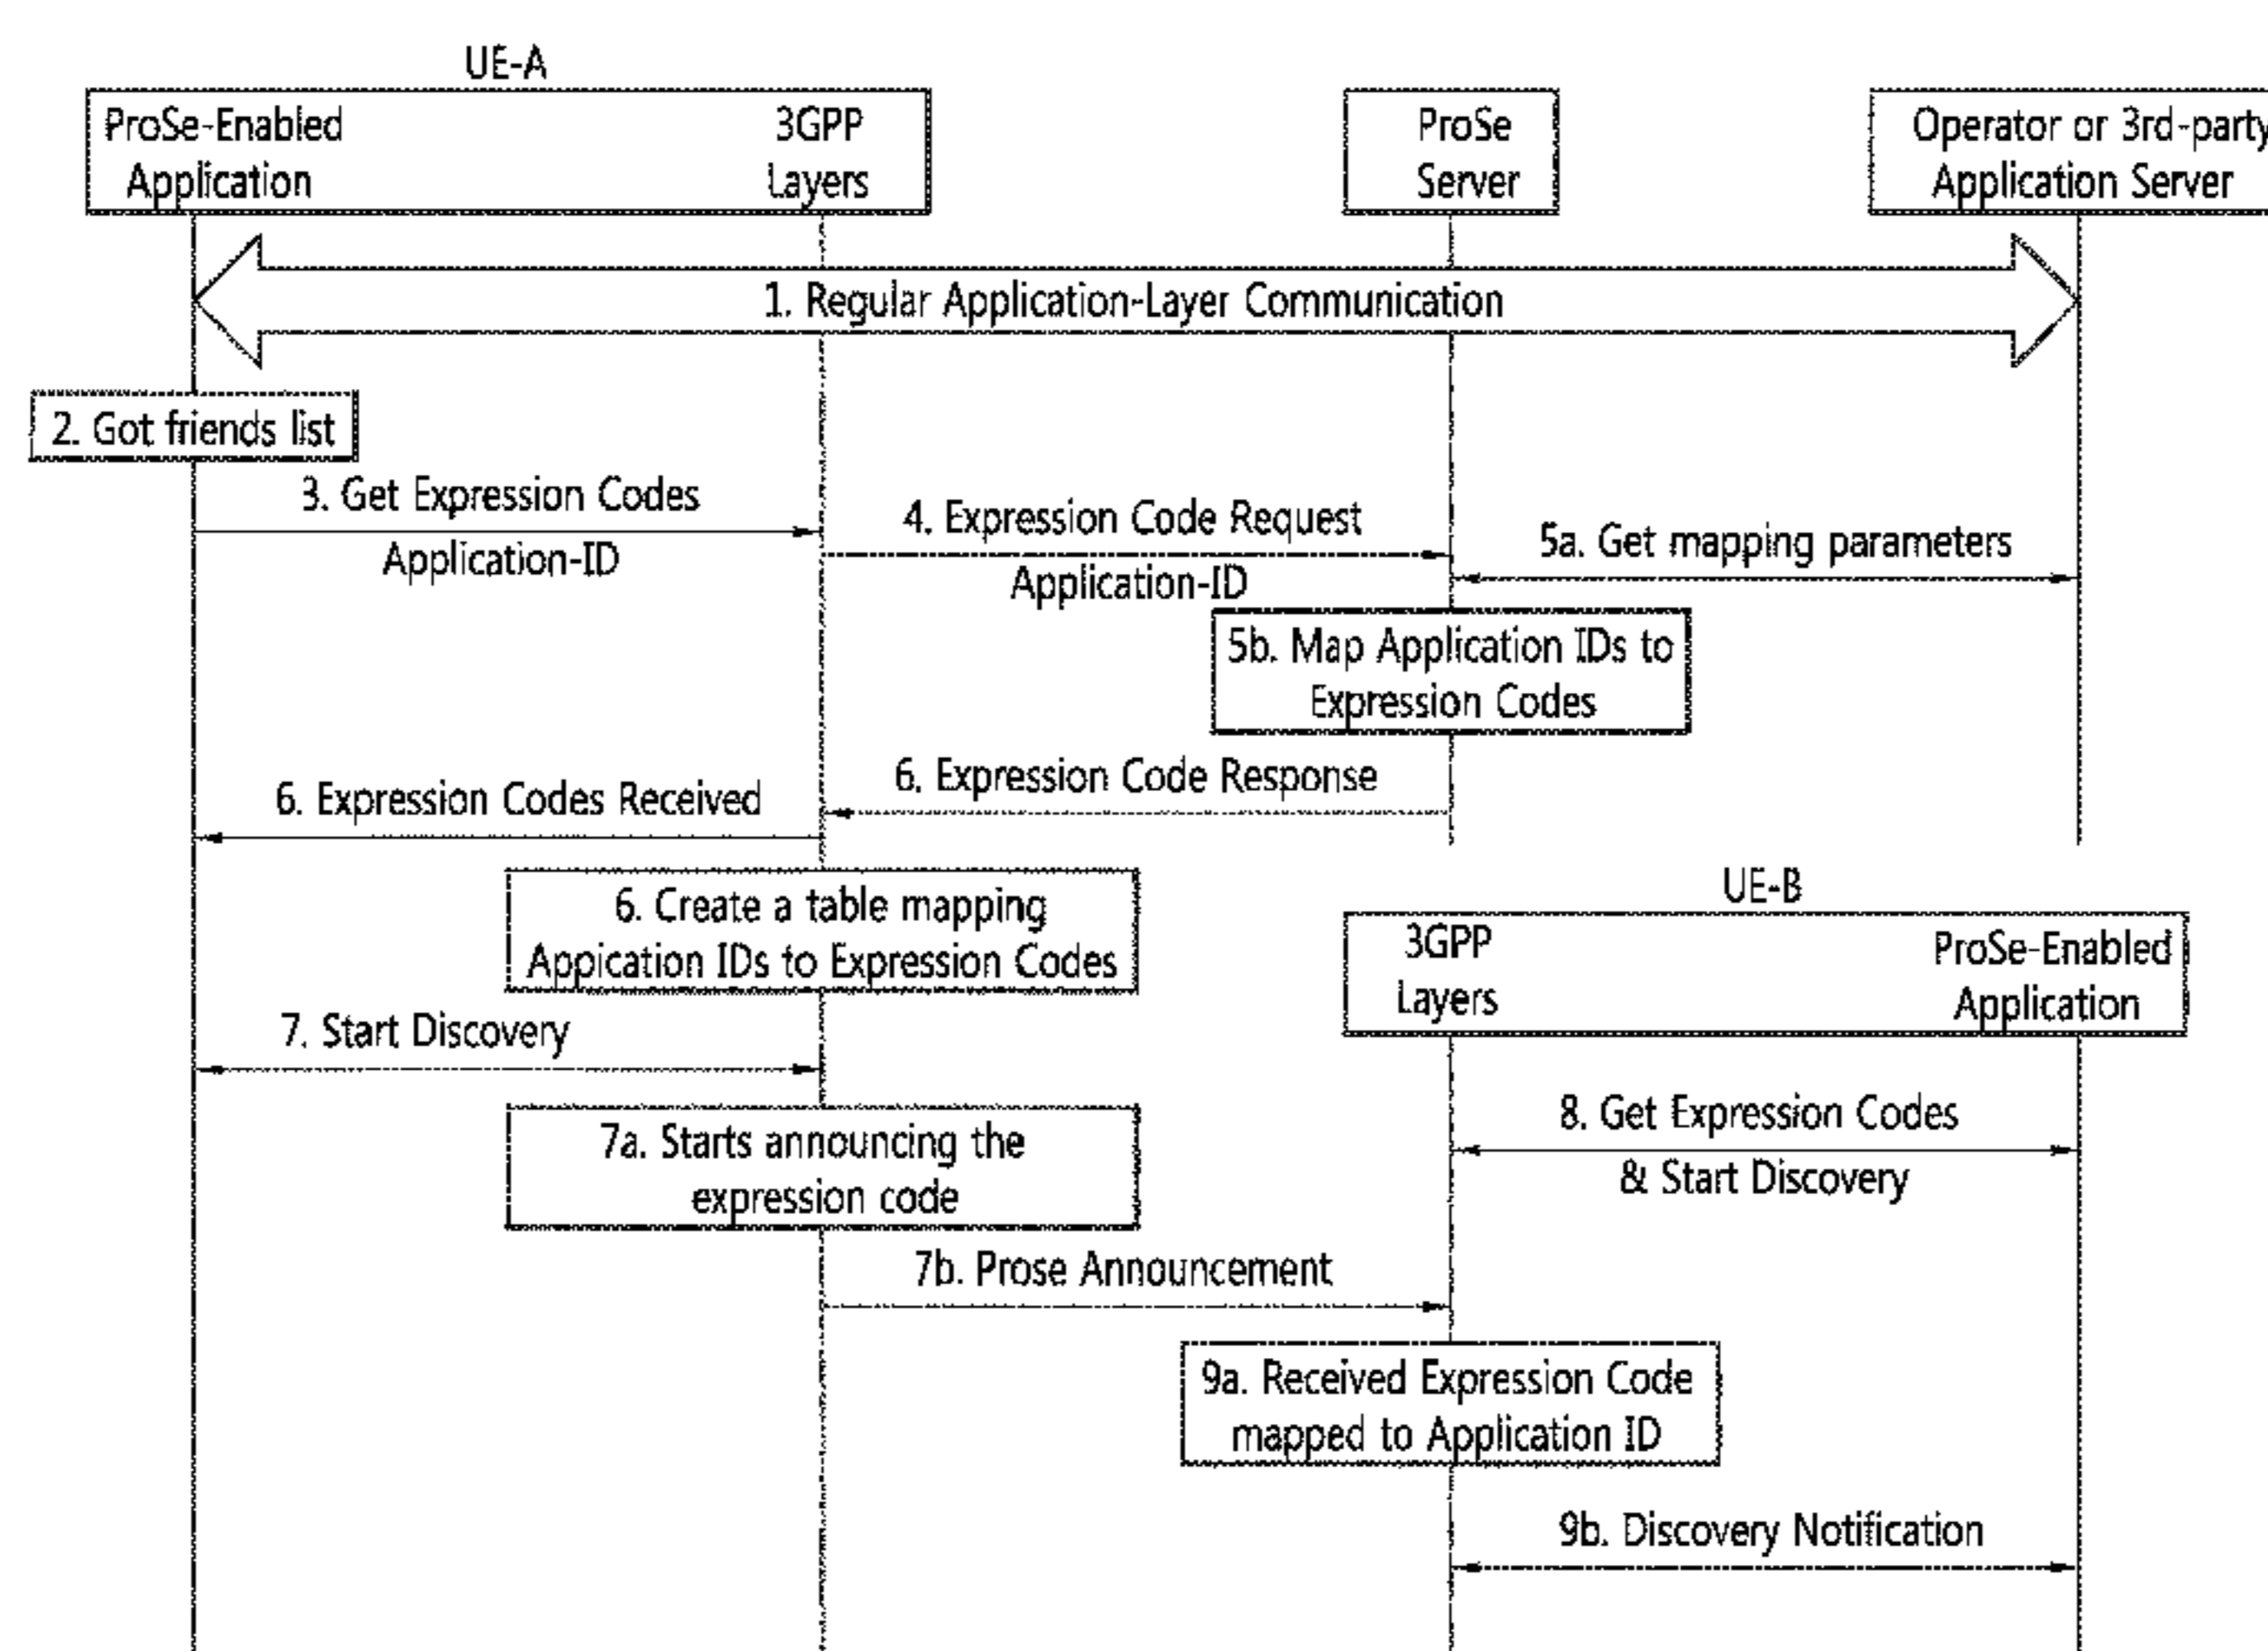 UE-A
ProSe-Enabled
Application
3GPP
Layers
ProSe
Server
Operator or 3rd-party
Application Server
1. Regular Application-Layer Communication
2. Got friends list
3. Get Expression Codes
Application-ID
4. Expression Code Request
Application-ID
5a. Get mapping parameters
5b. Map Application IDs to
Expression Codes
6. Expression Code Response
6. Expression Codes Received
6. Create a table mapping
Appication IDs to Expression Codes
UE-B
3GPP
Layers
ProSe-Enabled
Application
7. Start Discovery
7a. Starts announcing the
expression code
8. Get Expression Codes
& Start Discovery
7b. Prose Announcement
9a. Received Expression Code
mapped to Application ID
9b. Discovery Notification